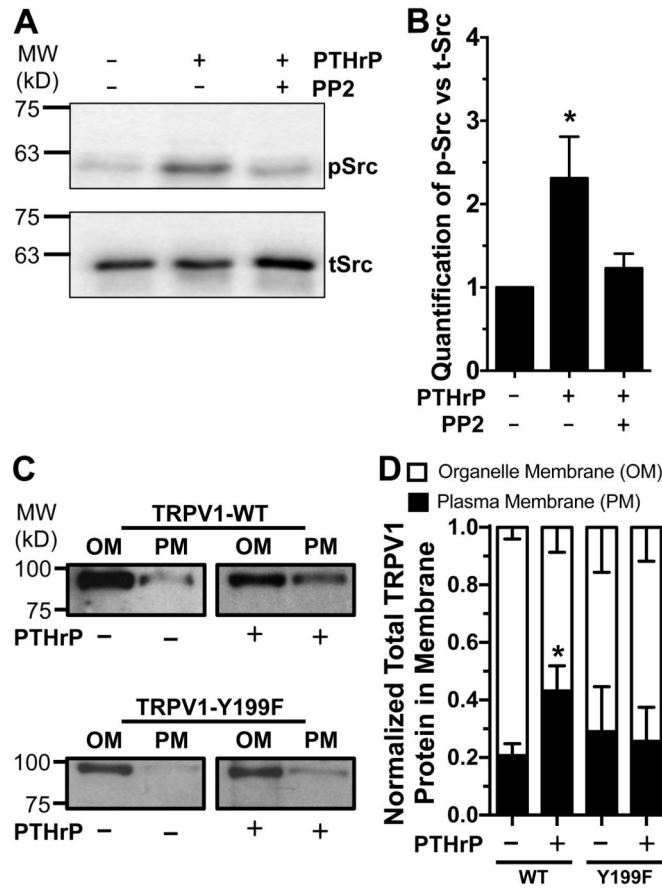 A
MW
(kD)
– + + PTHrP
– – + PP2
75
63
pSrc
75
63
tSrc
B
Quantification of p-Src vs t-Src
4
3
2
1
0
*
PTHrP – + +
PP2 – – +
C
MW
(kD)
TRPV1-WT
OM PM OM PM
100
75
PTHrP – – + +
TRPV1-Y199F
OM PM OM PM
100
75
PTHrP – – + +
D
Organelle Membrane (OM)
Plasma Membrane (PM)
Normalized Total TRPV1
Protein in Membrane
1.0
0.8
0.6
0.4
0.2
0.0
*
PTHrP – + – +
WT Y199F